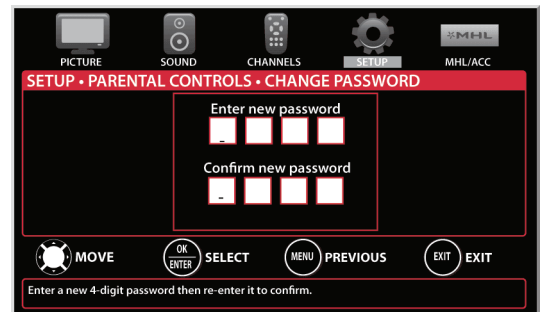 PICTURE SOUND CHANNELS SETUP MHL MHL/ACC
SETUP • PARENTAL CONTROLS • CHANGE PASSWORD
Enter new password
-
Confirm new password
-
MOVE OK ENTER SELECT MENU PREVIOUS EXIT EXIT
Enter a new 4-digit password then re-enter it to confirm.